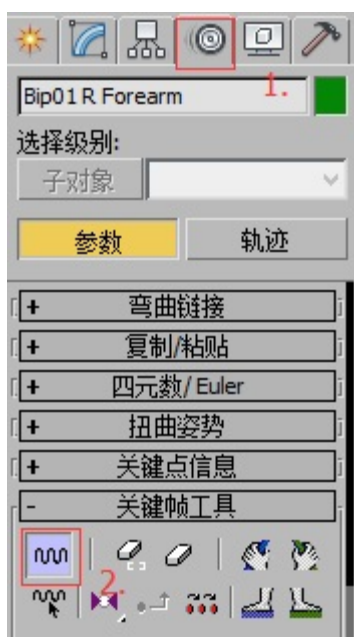 Bip01 R Forearm
1.
选择级别:
子对象
参数 轨迹
+ 弯曲链接
+ 复制/粘贴
+ 四元数/ Euler
+ 扭曲姿势
+ 关键点信息
- 关键帧工具
2.